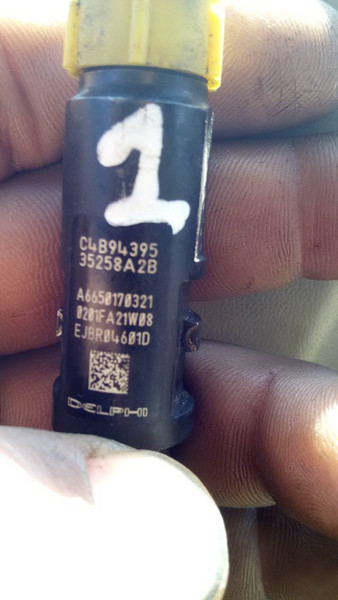 1
C4B94395
35258A2B
A6650170321
0201FA21W08
EJBR04601D
DELPHI